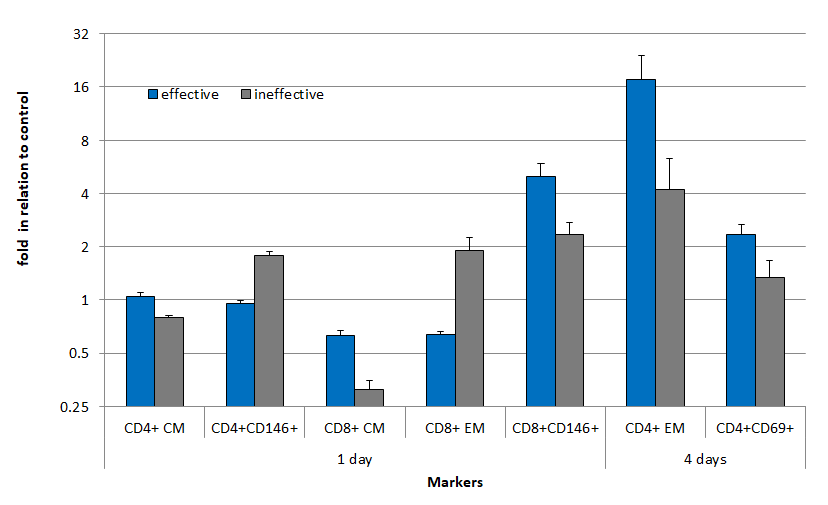 fold in relation to control
32
16
8
4
2
1
0.5
0.25
effective ineffective
CD4+ CM CD4+CD146+ CD8+ CM CD8+ EM CD8+CD146+ CD4+ EM CD4+CD69+
1 day 4 days
Markers